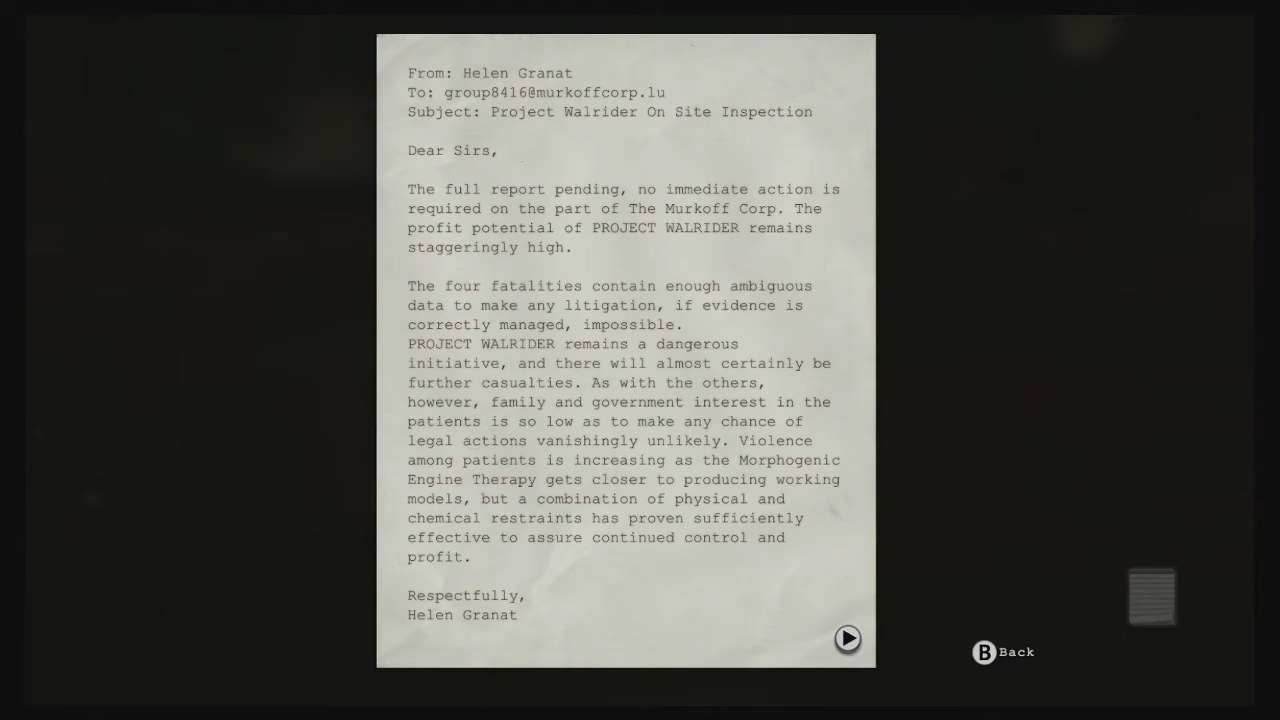 From: Helen Granat
To: group8416@murkoffcorp.lu
Subject: Project Walrider On Site Inspection
Dear Sirs,
The full report pending, no immediate action is
required on the part of The Murkoff Corp. The
profit potential of PROJECT WALRIDER remains
staggeringly high.
The four fatalities contain enough ambiguous
data to make any litigation, if evidence is
correctly managed, impossible.
PROJECT WALRIDER remains a dangerous
initiative, and there will almost certainly be
further casualties. As with the others,
however, family and government interest in the
patients is so low as to make any chance of
legal actions vanishingly unlikely. Violence
among patients is increasing as the Morphogenic
Engine Therapy gets closer to producing working
models, but a combination of physical and
chemical restraints has proven sufficiently
effective to assure continued control and
profit.
Respectfully,
Helen Granat
B Back